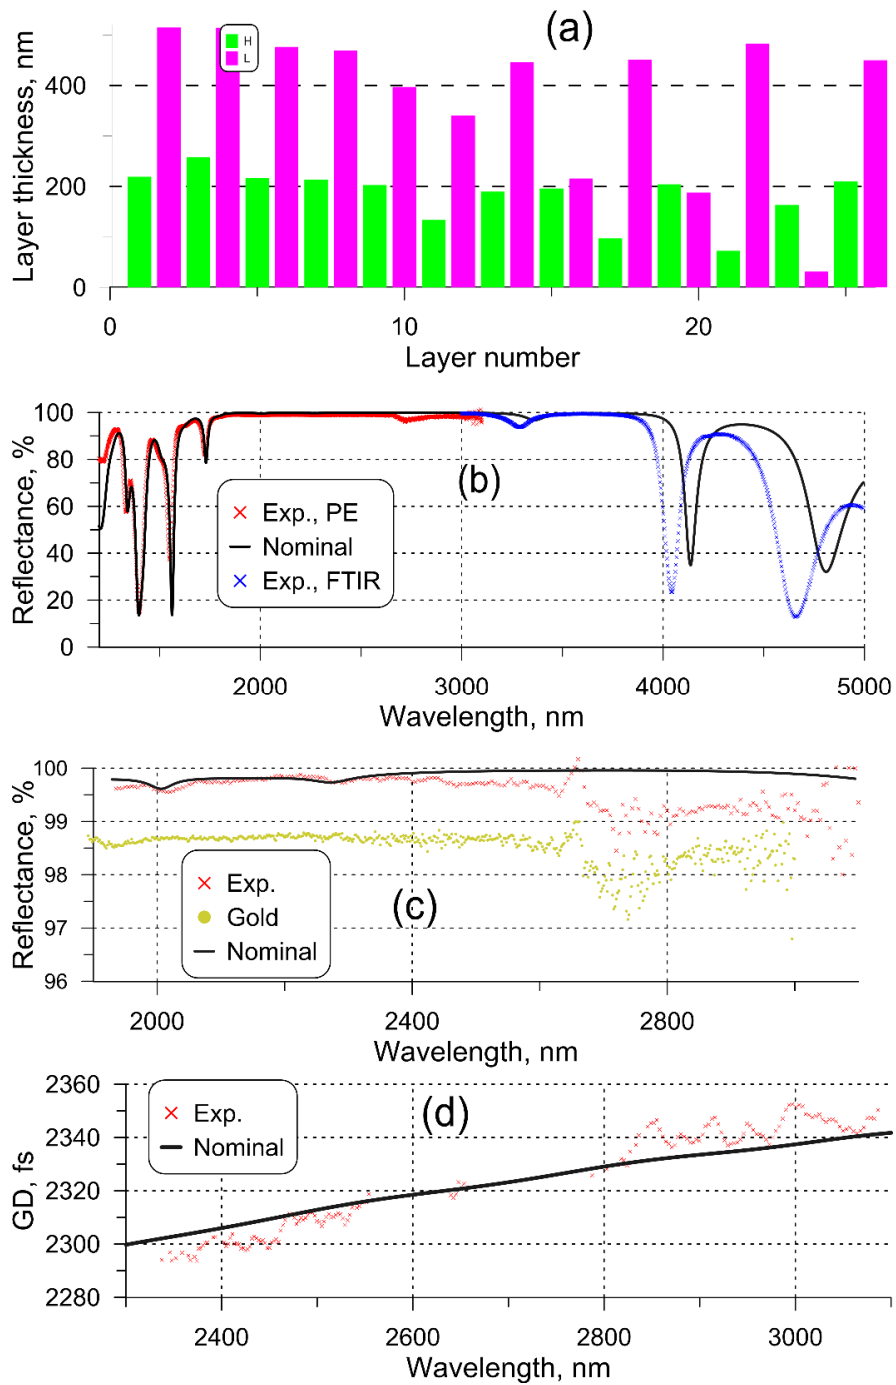 (a)
H
L
Layer thickness, nm
400
200
0
0 10 20
Layer number
(b)
Reflectance, %
100
80
60
40
20
0
Exp., PE
Nominal
Exp., FTIR
2000 3000 4000 5000
Wavelength, nm
(c)
Reflectance, %
100
99
98
97
96
Exp.
Gold
Nominal
2000 2400 2800
Wavelength, nm
(d)
GD, fs
2360
2340
2320
2300
2280
Exp.
Nominal
2400 2600 2800 3000
Wavelength, nm